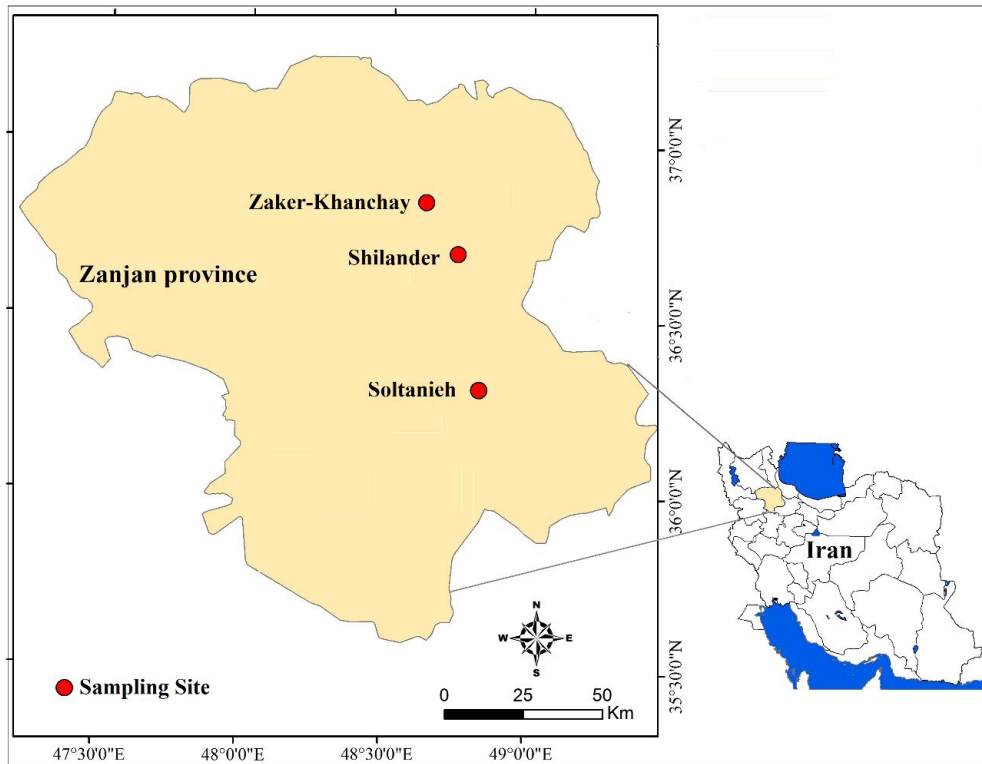 Zaker-Khanchay
Shilander
Zanjan province
Soltanieh
Iran
N
W E
S
Sampling Site
0 25 50
Km
37°0'0"N
36°30'0"N
36°0'0"N
35°30'0"N
47°30'0"E 48°0'0"E 48°30'0"E 49°0'0"E